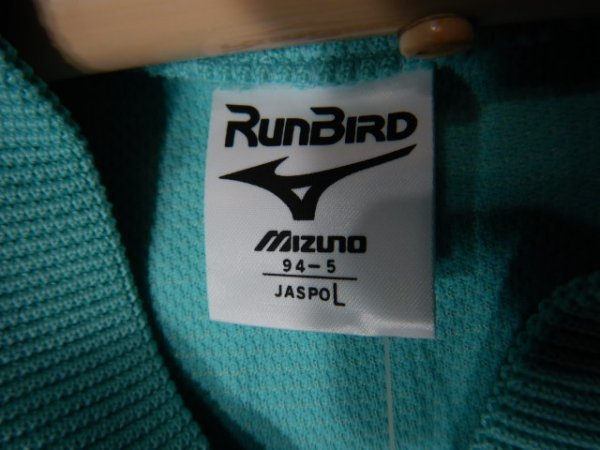 RUNBIRD
MIZUNO
94-5
JASPO L